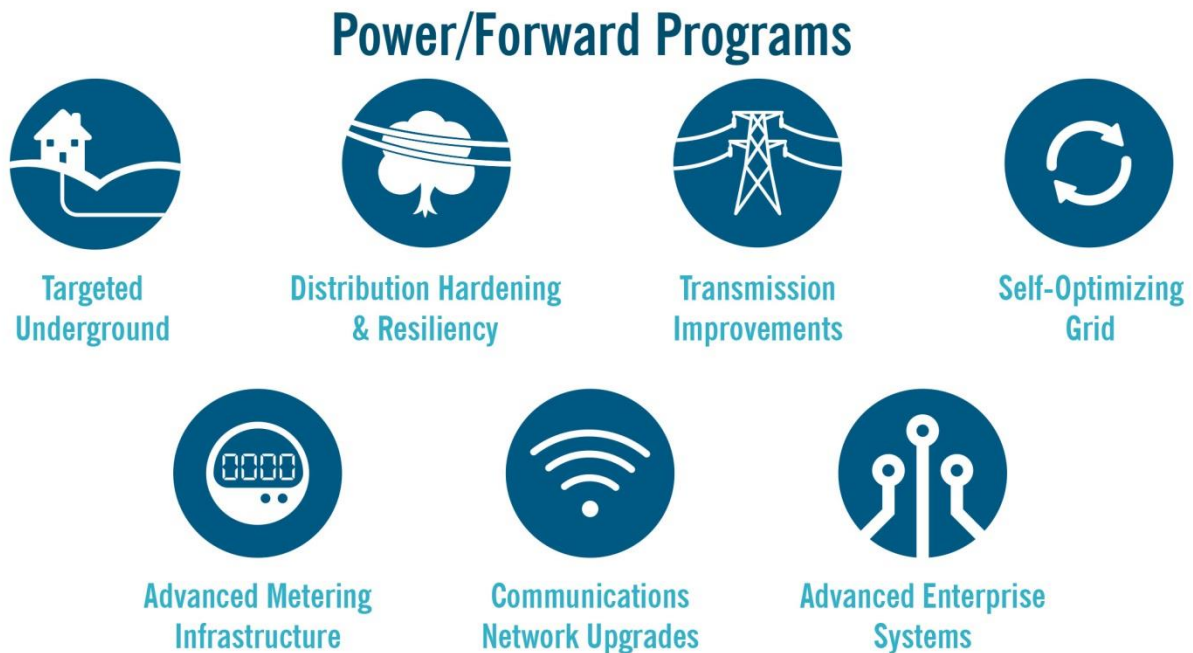 Power/Forward Programs
Targeted
Underground
Distribution Hardening
& Resiliency
Transmission
Improvements
Self-Optimizing
Grid
0000
Advanced Metering
Infrastructure
Communications
Network Upgrades
Advanced Enterprise
Systems